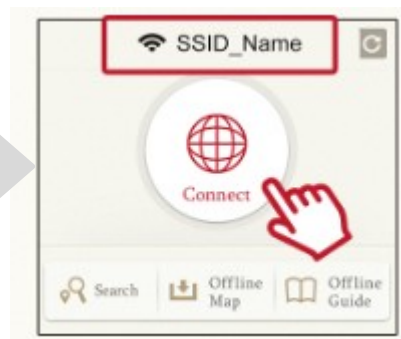 SSID_Name
Connect
Search
Offline
Map
Offline
Guide